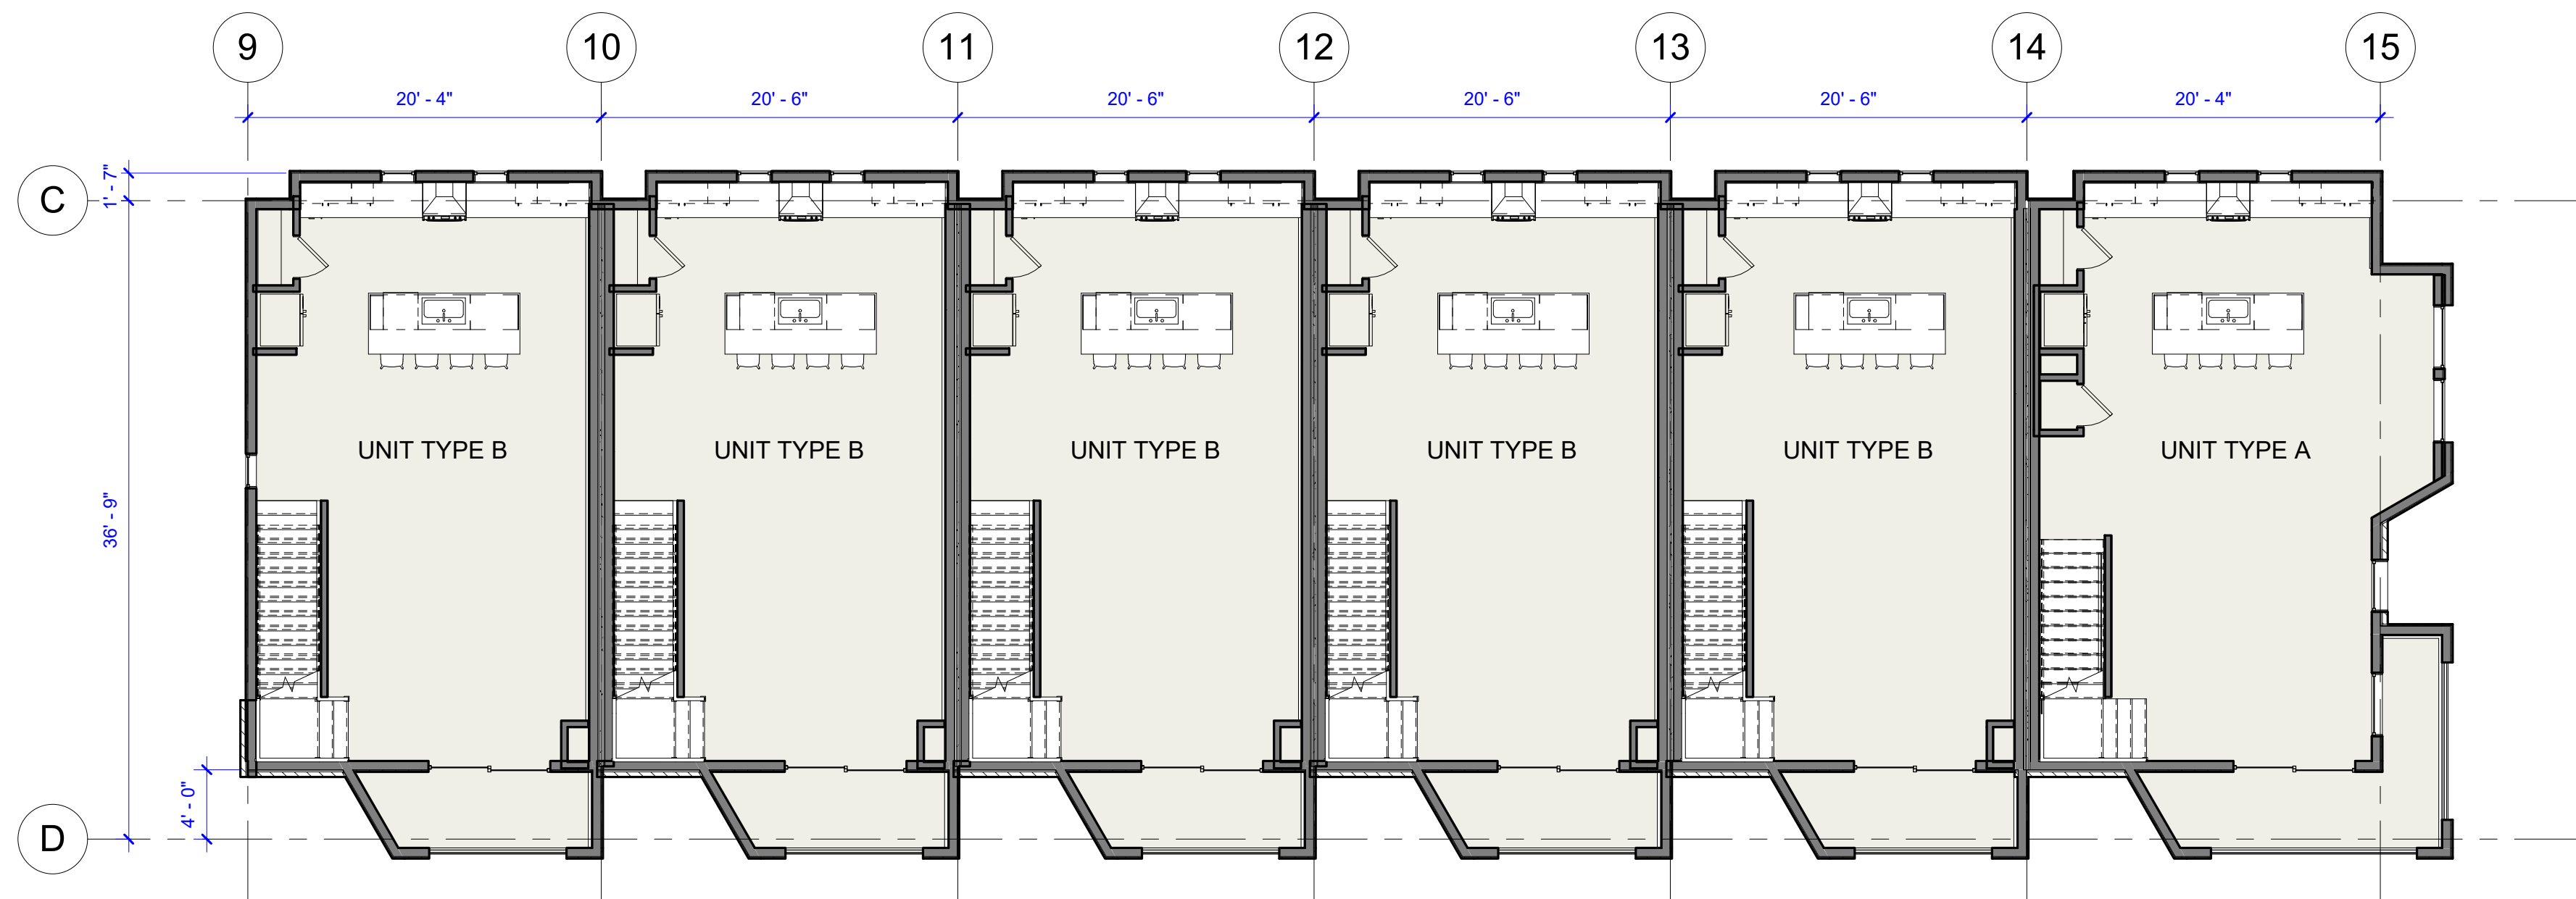 9
10
11
12
13
14
15
20' - 4"
20' - 6"
20' - 6"
20' - 6"
20' - 6"
20' - 4"
C
1' - 7"
36' - 9"
UNIT TYPE B
UNIT TYPE B
UNIT TYPE B
UNIT TYPE B
UNIT TYPE B
UNIT TYPE A
4' - 0"
D